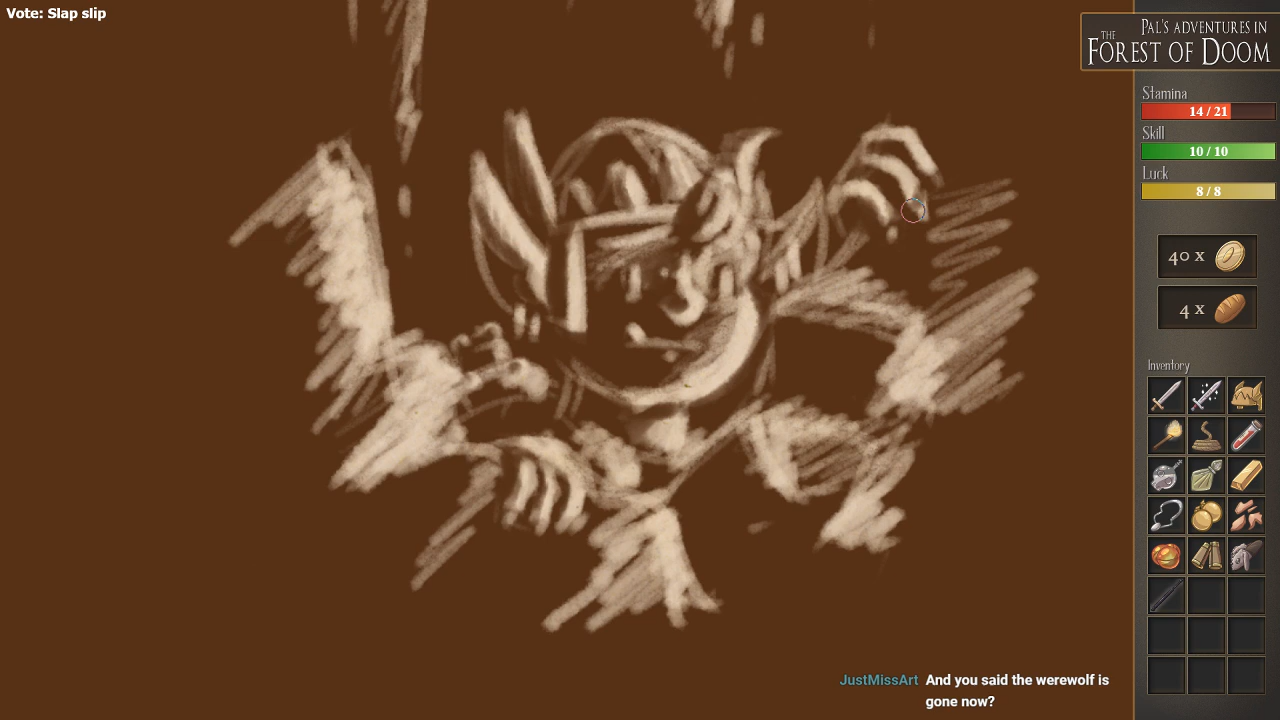 Vote: Slap slip
PAL'S ADVENTURES IN
THE FOREST OF DOOM
Stamina
14 / 21
Skill
10 / 10
Luck
8 / 8
40 x
4 x
Inventory
JustMissArt And you said the werewolf is
gone now?